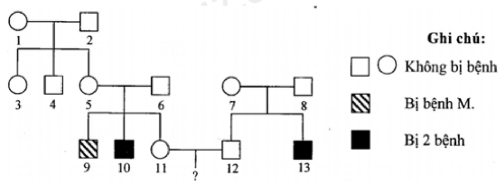 Ghi chú:
1 2
Không bị bệnh
3 4 5 6 7 8
Bị bệnh M.
Bị 2 bệnh
9 10 11 ? 12 13